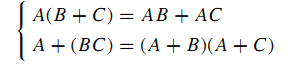 A(B + C) = AB + AC
A + (BC) = (A + B)(A + C)